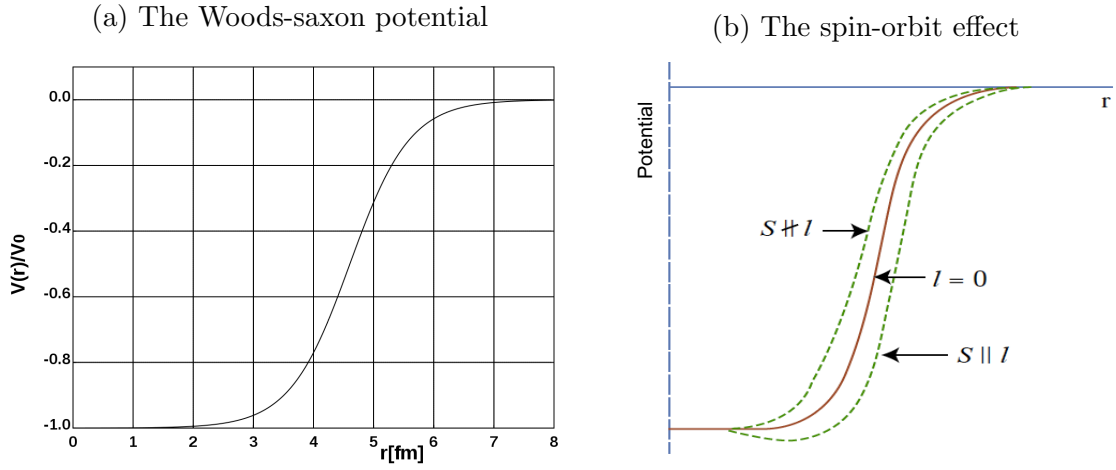 (a) The Woods-saxon potential
0.0
-0.2
-0.4
-0.6
-0.8
-1.0
V(r)/V₀
0 1 2 3 4 5 6 7 8
r[fm]
(b) The spin-orbit effect
Potential
r
S ∦ l
l = 0
S || l